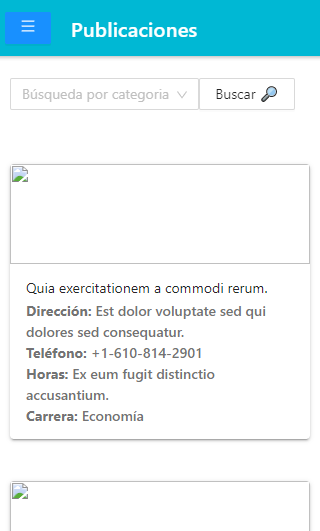 Publicaciones
Búsqueda por categoria
Buscar
Quia exercitationem a commodi rerum.
Dirección: Est dolor voluptate sed qui
dolores sed consequatur.
Teléfono: +1-610-814-2901
Horas: Ex eum fugit distinctio
accusantium.
Carrera: Economía